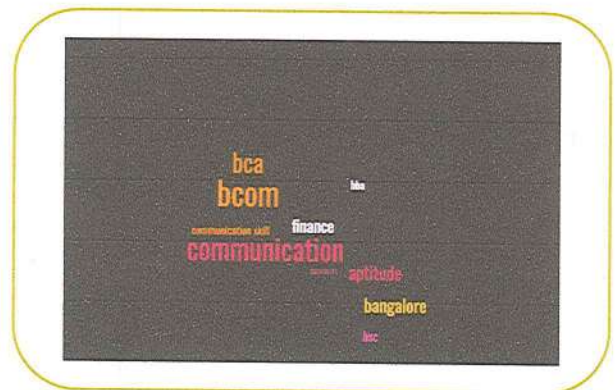 bca
bcom
bba
communication skill
finance
communication
aptitude
bangalore
bsc